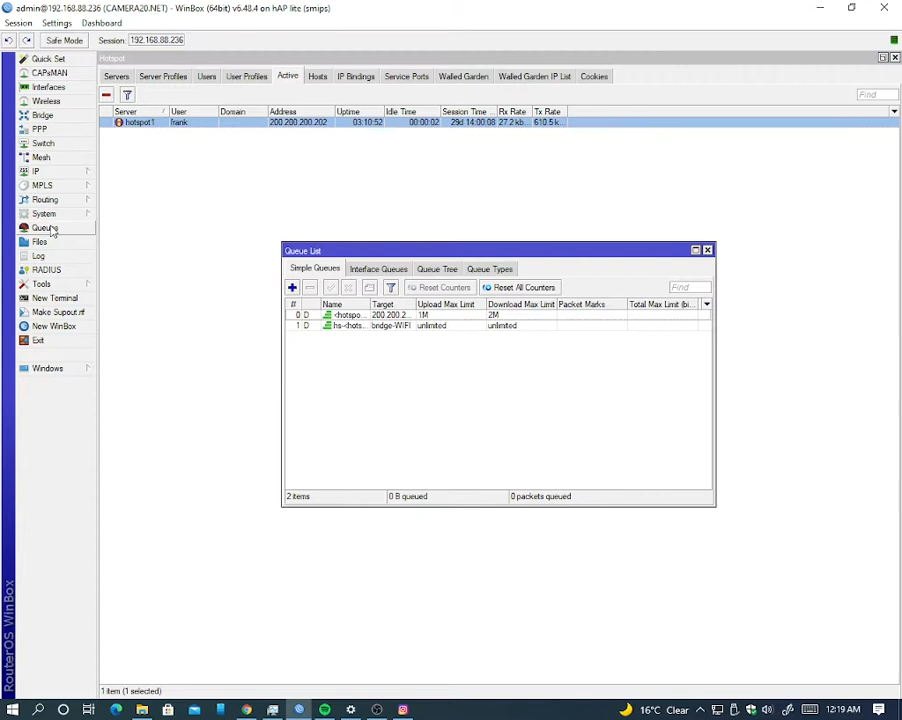 admin@192.168.88.236 (CAMERA20.NET) - WinBox (64bit) v6.48.4 on hAP lite (smips)
Session Settings Dashboard
Safe Mode Session: 192.168.88.236
Quick Set
CAPsMAN
Interfaces
Wireless
Bridge
PPP
Switch
Mesh
IP
MPLS
Routing
System
Queues
Files
Log
RADIUS
Tools
New Terminal
Make Supout.rif
New WinBox
Exit
Windows
RouterOS WinBox
Hotspot
Servers Server Profiles Users User Profiles Active Hosts IP Bindings Service Ports Walled Garden Walled Garden IP List Cookies
Find
Server User Domain Address Uptime Idle Time Session Time ... Rx Rate Tx Rate
hotspot1 frank 200.200.200.202 03:10:52 00:00:02 29d 14:00:08 27.2 kb... 610.5 k...
Queue List
Simple Queues Interface Queues Queue Tree Queue Types
Reset Counters Reset All Counters Find
# Name Target Upload Max Limit Download Max Limit Packet Marks Total Max Limit (bi...
0 D <hotspo... 200.200.2... 1M 2M
1 D hs-<hots... bridge-WIFI unlimited unlimited
2 items 0 B queued 0 packets queued
1 item (1 selected)
16°C Clear 12:19 AM